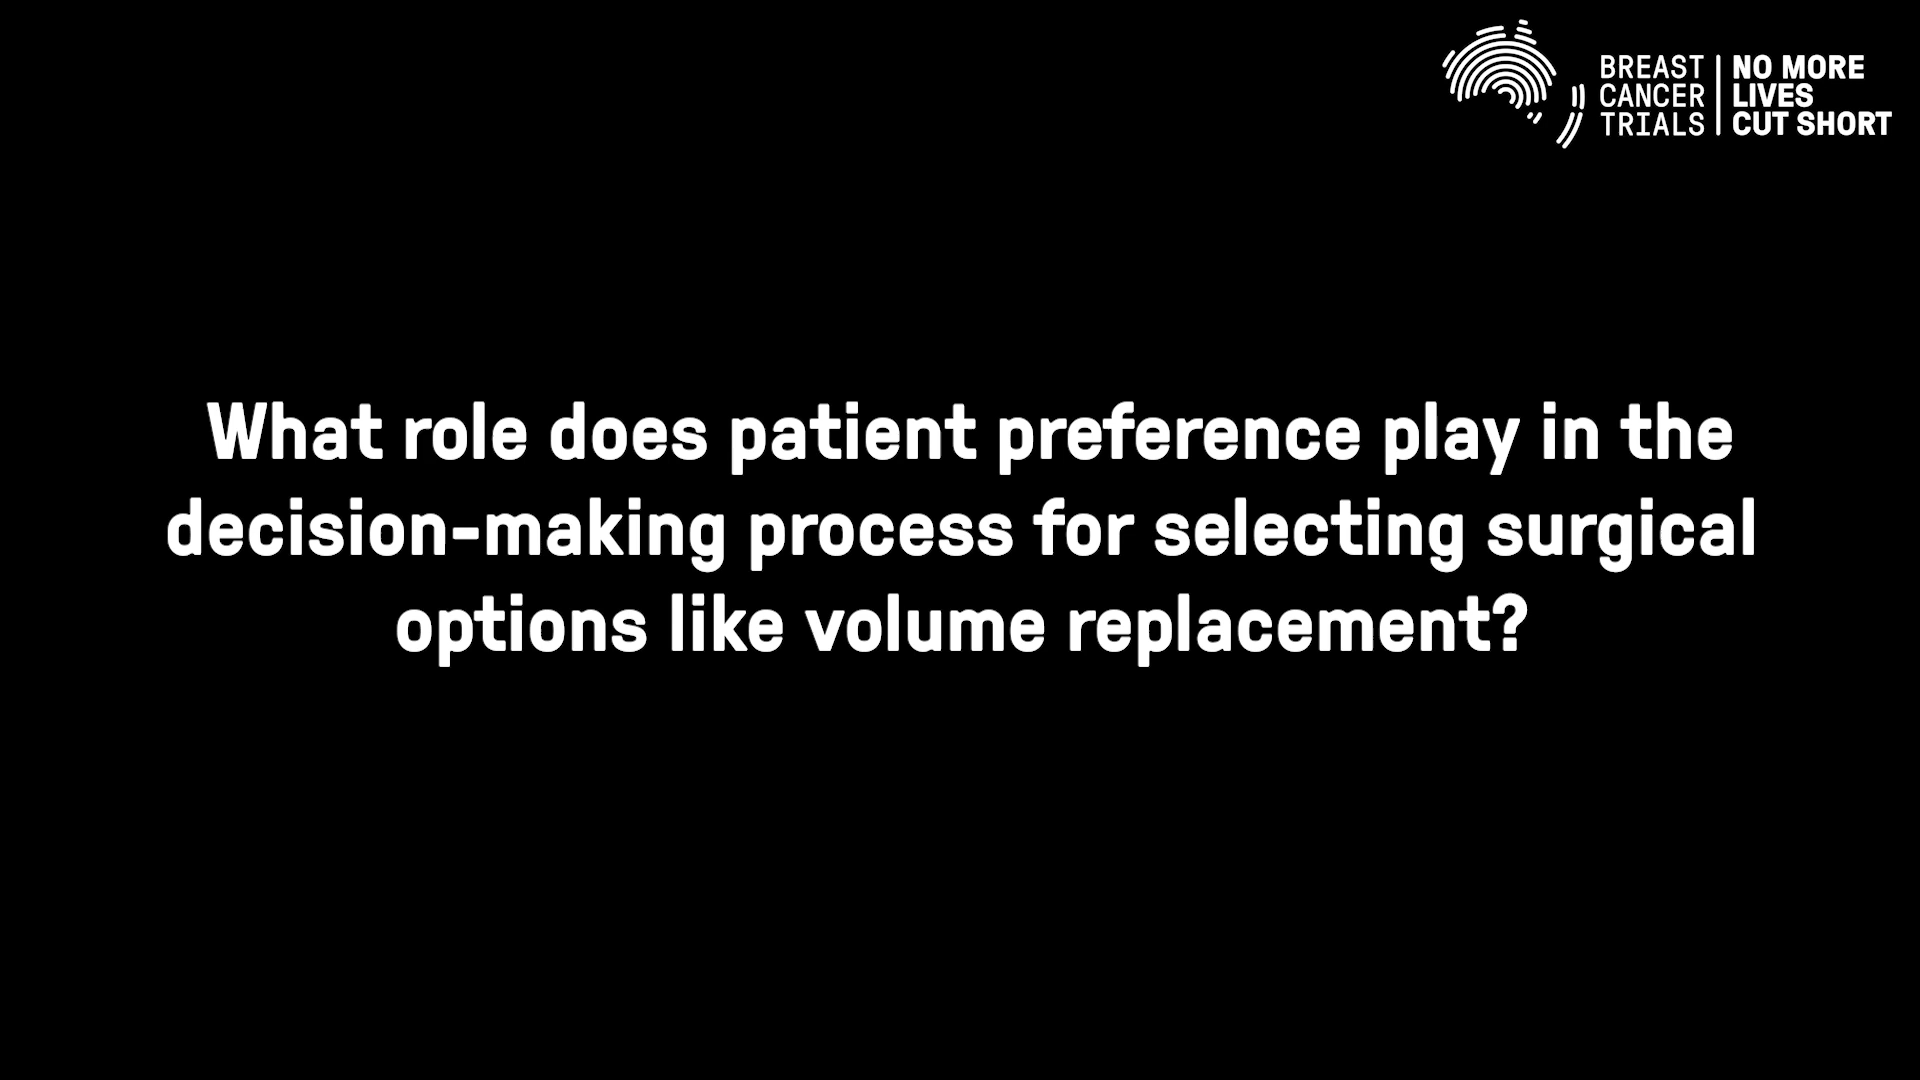 BREAST CANCER TRIALS
NO MORE LIVES CUT SHORT
What role does patient preference play in the
decision-making process for selecting surgical
options like volume replacement?